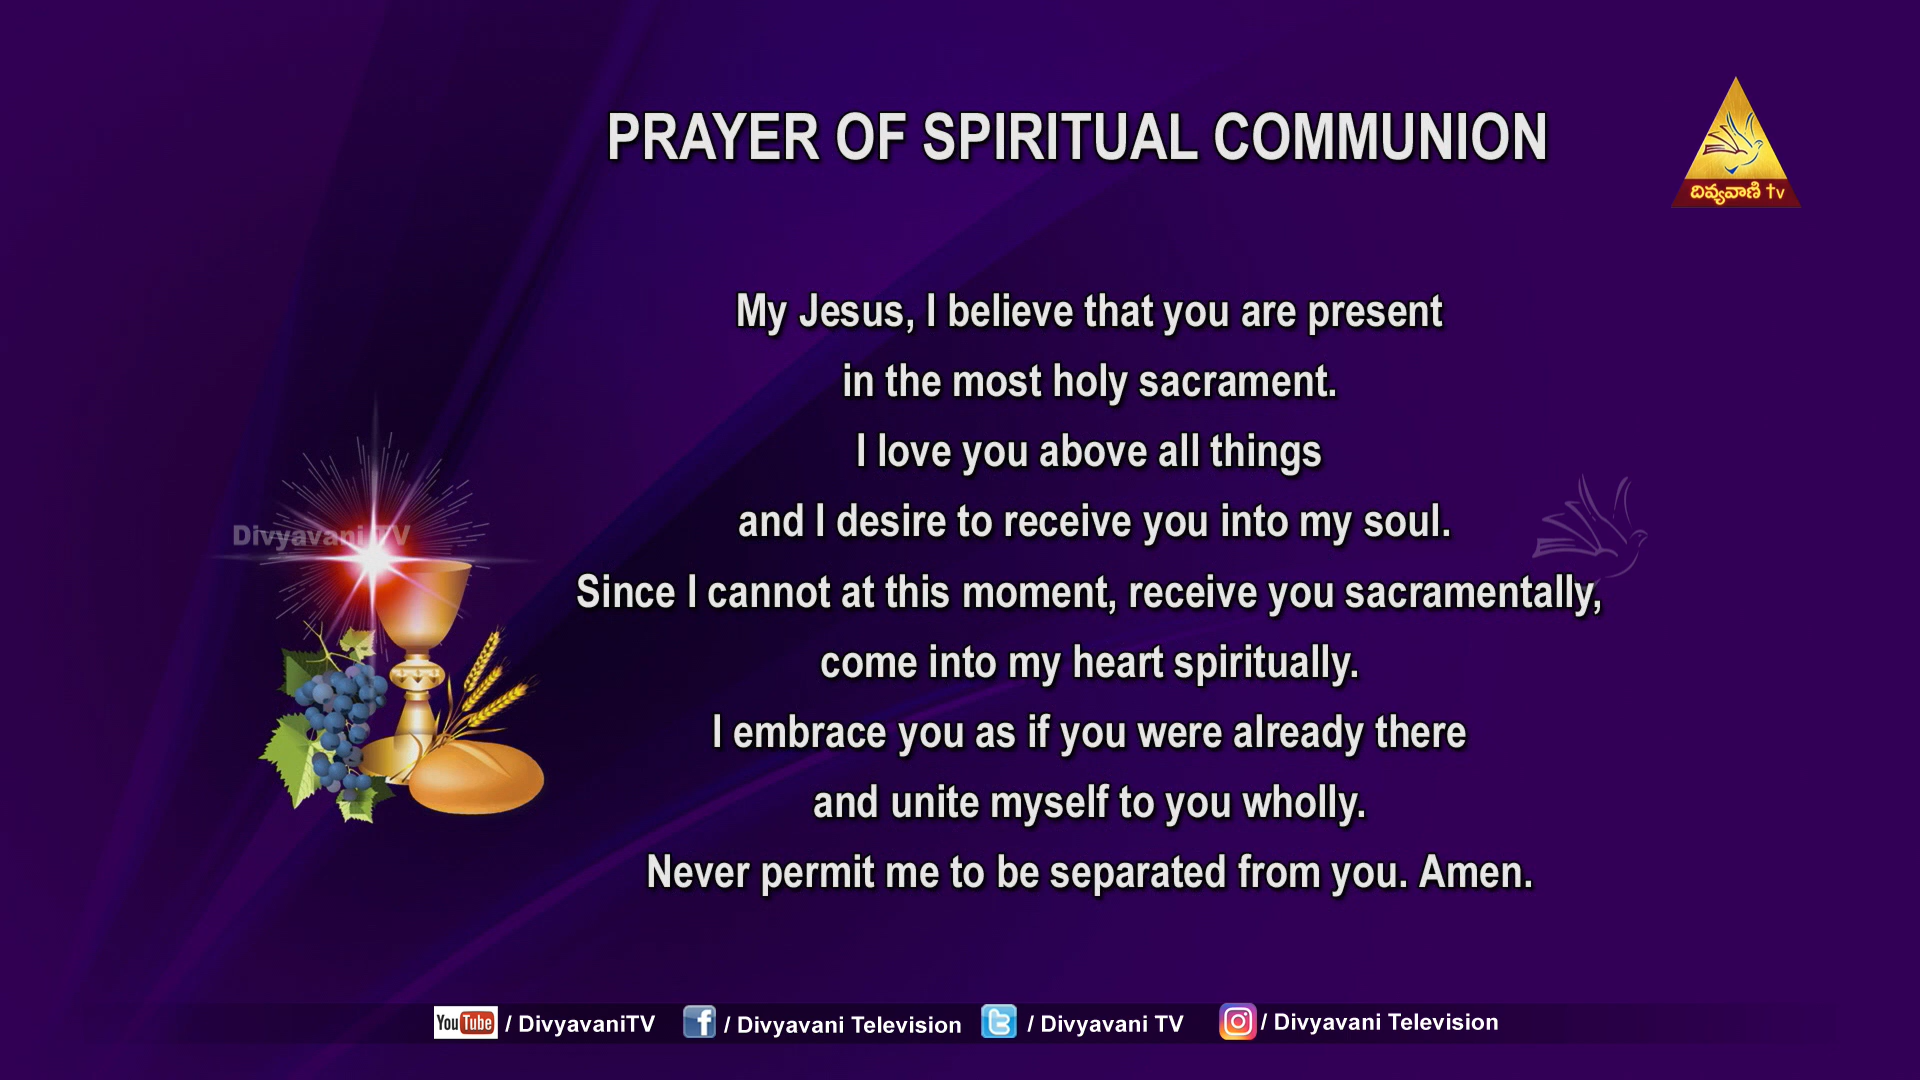 PRAYER OF SPIRITUAL COMMUNION
దివ్యవాణి tv
My Jesus, I believe that you are present
in the most holy sacrament.
I love you above all things
and I desire to receive you into my soul.
Divyavani TV
Since I cannot at this moment, receive you sacramentally,
come into my heart spiritually.
I embrace you as if you were already there
and unite myself to you wholly.
Never permit me to be separated from you. Amen.
YouTube / DivyavaniTV f / Divyavani Television / Divyavani TV / Divyavani Television